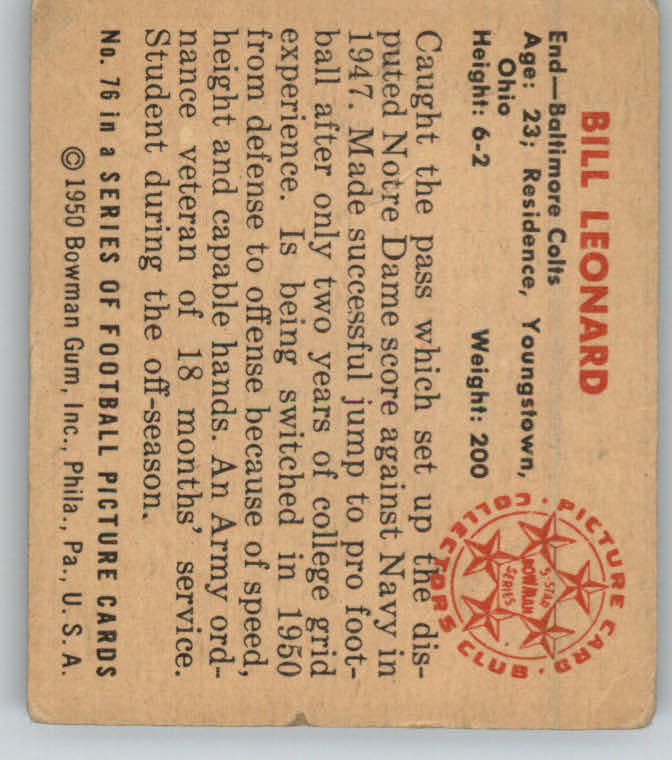 BILL LEONARD
End—Baltimore Colts
Age: 23; Residence, Youngstown,
Ohio
Height: 6-2 Weight: 200
PICTURE CARD COLLECTORS CLUB
5-STAR
BOWMAN
SERIES
Caught the pass which set up the dis-
puted Notre Dame score against Navy in
1947. Made successful jump to pro foot-
ball after only two years of college grid
experience. Is being switched in 1950
from defense to offense because of speed,
height and capable hands. An Army ord-
nance veteran of 18 months' service.
Student during the off-season.
No. 76 in a SERIES OF FOOTBALL PICTURE CARDS
© 1950 Bowman Gum, Inc., Phila., Pa., U. S. A.